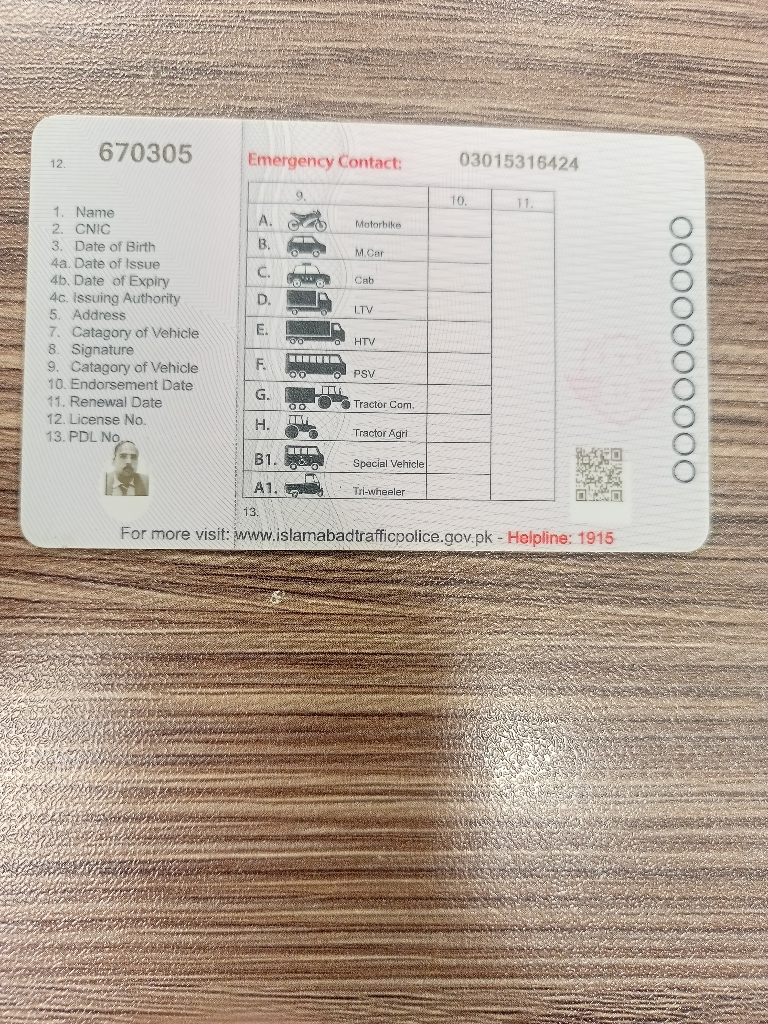 12. 670305
Emergency Contact: 03015316424
1. Name
2. CNIC
3. Date of Birth
4a. Date of Issue
4b. Date of Expiry
4c. Issuing Authority
5. Address
7. Catagory of Vehicle
8. Signature
9. Catagory of Vehicle
10. Endorsement Date
11. Renewal Date
12. License No.
13. PDL No.
9. 10. 11.
A. Motorbike
B. M.Car
C. Cab
D. LTV
E. HTV
F. PSV
G. Tractor Com.
H. Tractor Agri
B1. Special Vehicle
A1. Tri-wheeler
13.
For more visit: www.islamabadtrafficpolice.gov.pk - Helpline: 1915